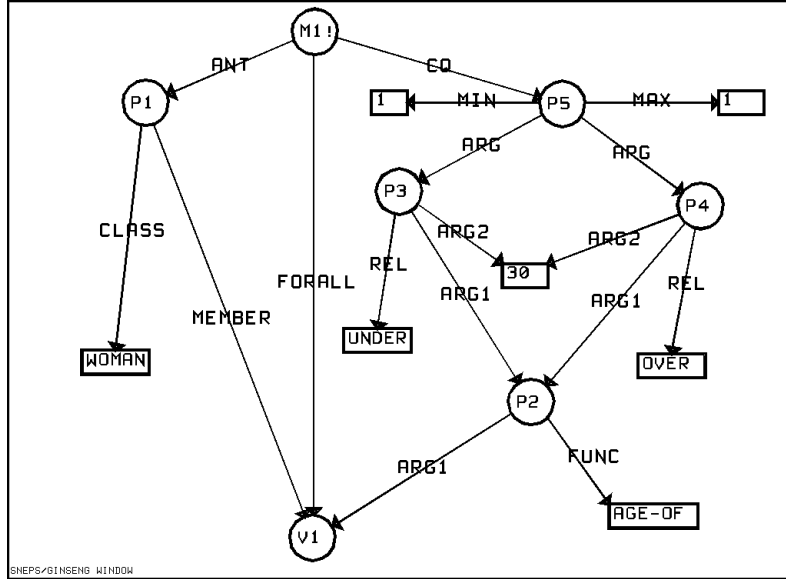 M1!
ANT
CQ
P1
1
MIN
P5
MAX
1
ARG
ARG
P3
P4
CLASS
ARG2
ARG2
REL
30
REL
FORALL
ARG1
ARG1
MEMBER
UNDER
WOMAN
OVER
P2
ARG1
FUNC
AGE-OF
V1
SNEPS/GINSENG WINDOW